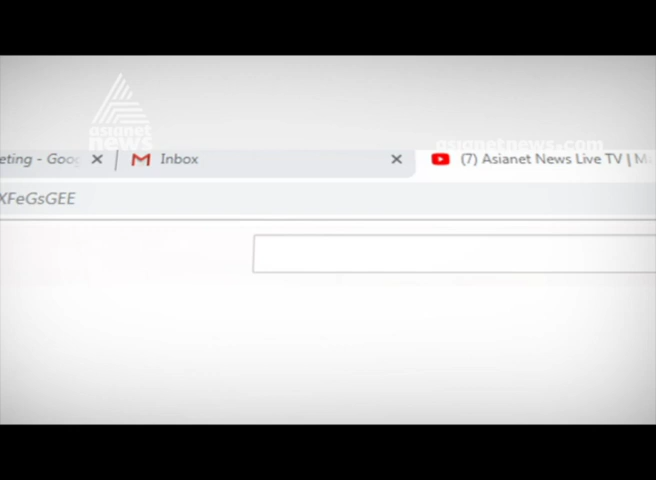 asianet
news
asianetnews.com
eting - Goog
Inbox
(7) Asianet News Live TV | M
XFeGsGEE